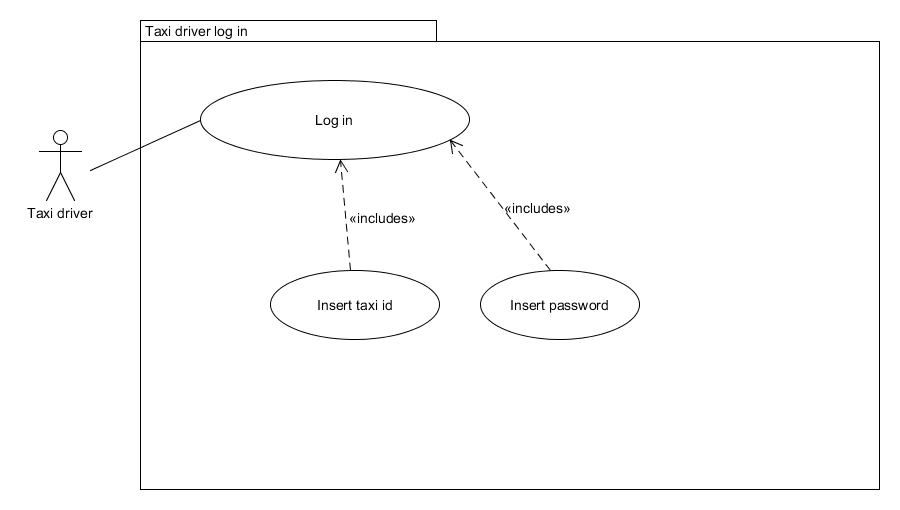 Taxi driver log in
Log in
Taxi driver
«includes»
«includes»
Insert taxi id
Insert password